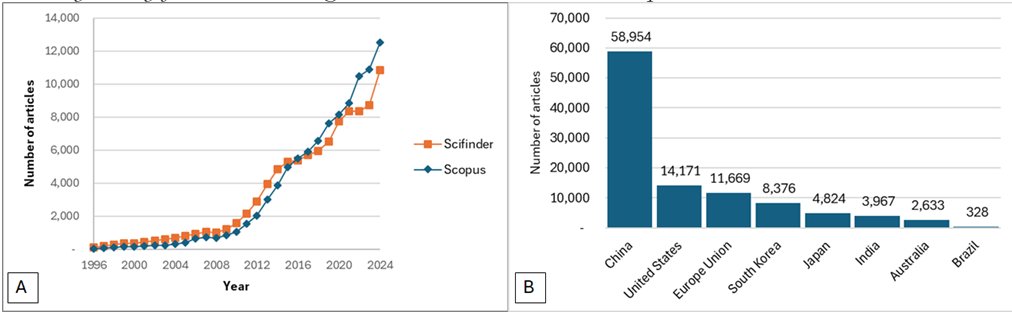 14,000
12,000
10,000
8,000
6,000
4,000
2,000
-
Number of articles
1996 2000 2004 2008 2012 2016 2020 2024
Year
Scifinder
Scopus
A
70,000
60,000
50,000
40,000
30,000
20,000
10,000
-
Number of articles
58,954
14,171
11,669
8,376
4,824
3,967
2,633
328
China
United States
Europe Union
South Korea
Japan
India
Australia
Brazil
B